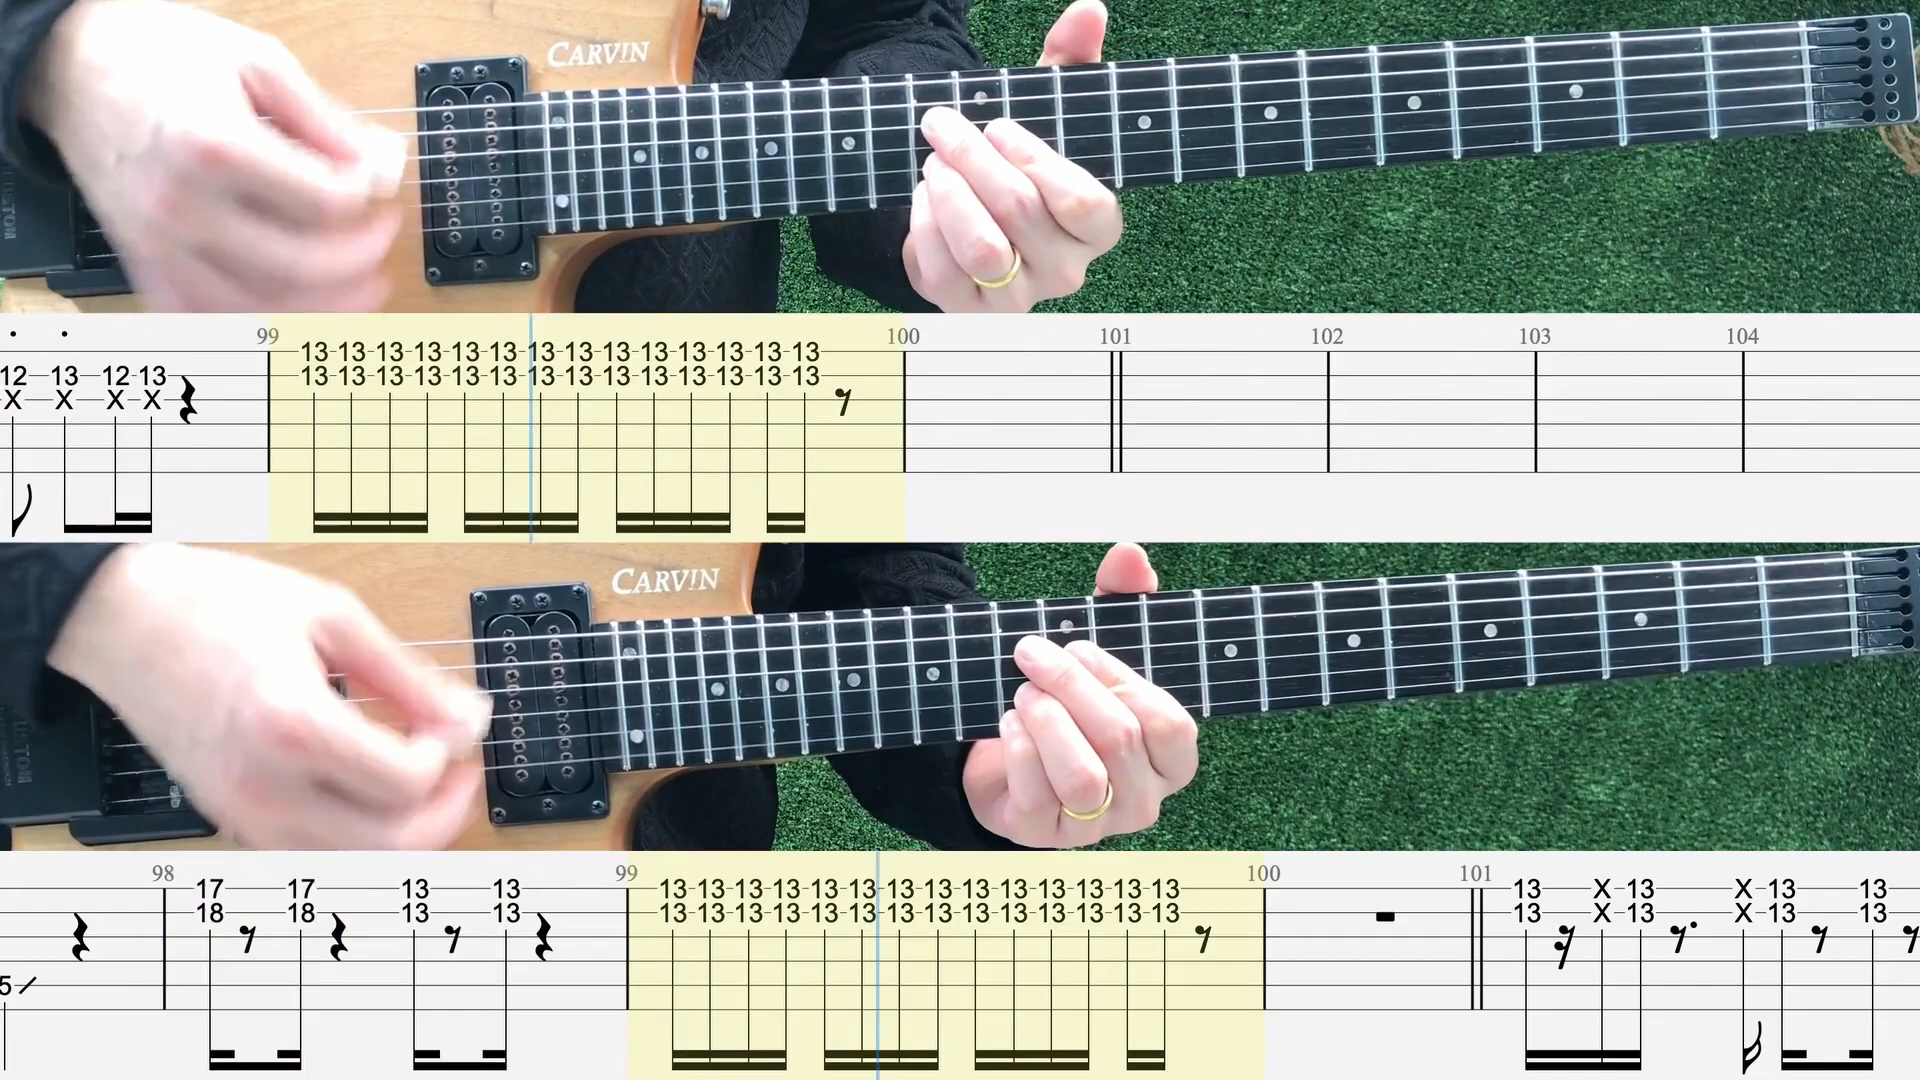 CARVIN
99 100 101 102 103 104
13 13 13 13 13 13 13 13 13 13 13 13 13 13
12 13 12 13 13 13 13 13 13 13 13 13 13 13 13 13 13 13
X X X X
CARVIN
98 99 100 101
17 17 13 13 13 13 13 13 13 13 13 13 13 13 13 13 13 13 13 13 X 13 X 13 13
18 18 13 13 13 13 13 13 13 13 13 13 13 13 13 13 13 13 13 X 13 X 13 13
5